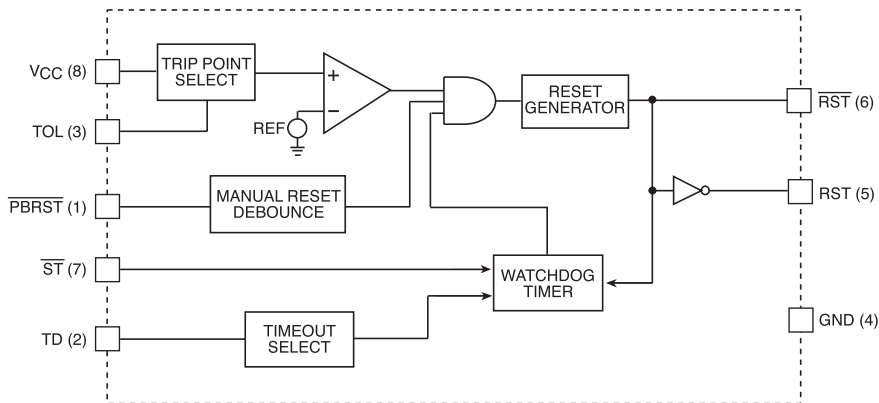 VCC (8)
TRIP POINT
SELECT
+
−
TOL (3)
REF
RESET
GENERATOR
RST (6)
PBRST (1)
MANUAL RESET
DEBOUNCE
RST (5)
ST (7)
WATCHDOG
TIMER
TD (2)
TIMEOUT
SELECT
GND (4)